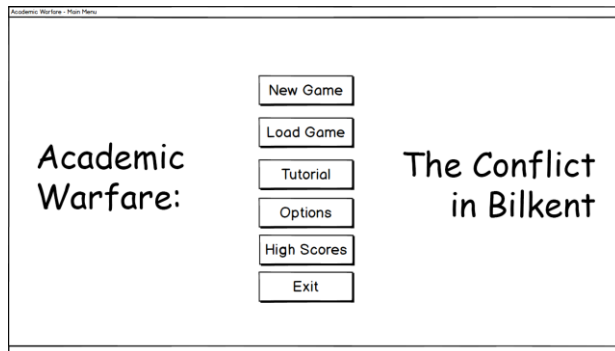 Academic Warfare - Main Menu
Academic
Warfare:
New Game
Load Game
Tutorial
Options
High Scores
Exit
The Conflict
in Bilkent